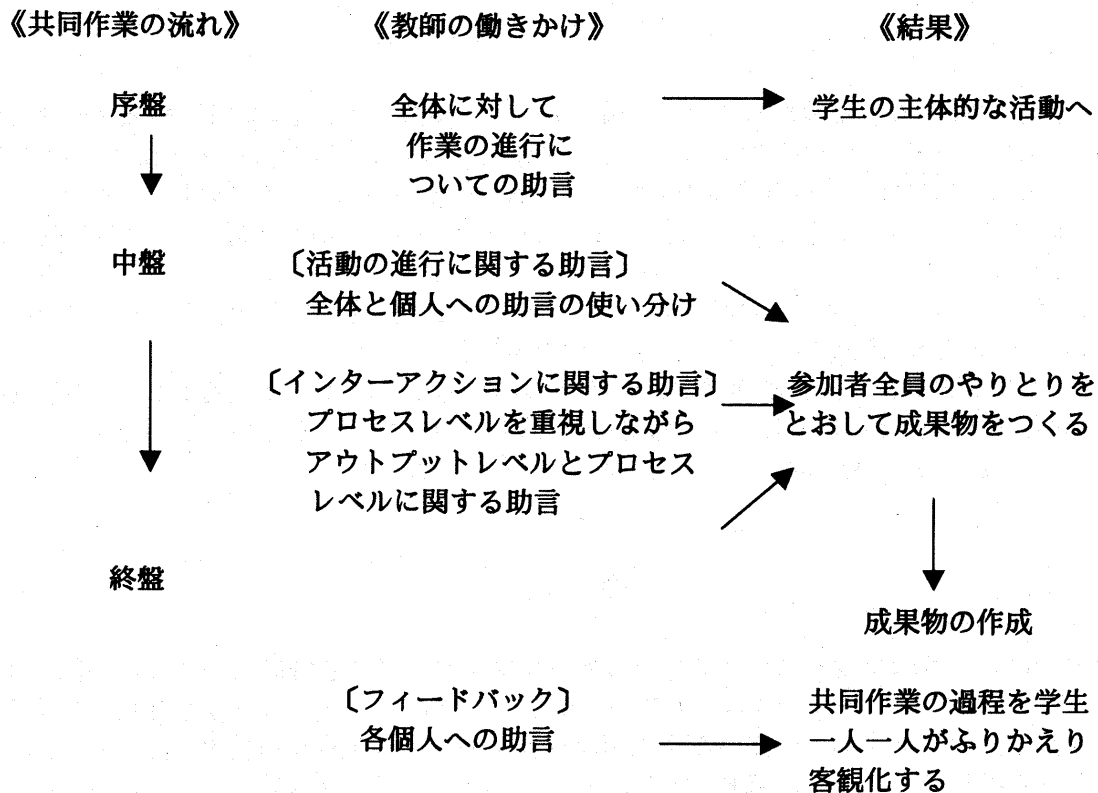 《共同作業の流れ》 《教師の働きかけ》 《結果》
序盤
全体に対して
作業の進行に
ついての助言
学生の主体的な活動へ
中盤
〔活動の進行に関する助言〕
全体と個人への助言の使い分け
〔インターアクションに関する助言〕
プロセスレベルを重視しながら
アウトプットレベルとプロセス
レベルに関する助言
参加者全員のやりとりを
とおして成果物をつくる
終盤
成果物の作成
〔フィードバック〕
各個人への助言
共同作業の過程を学生
一人一人がふりかえり
客観化する